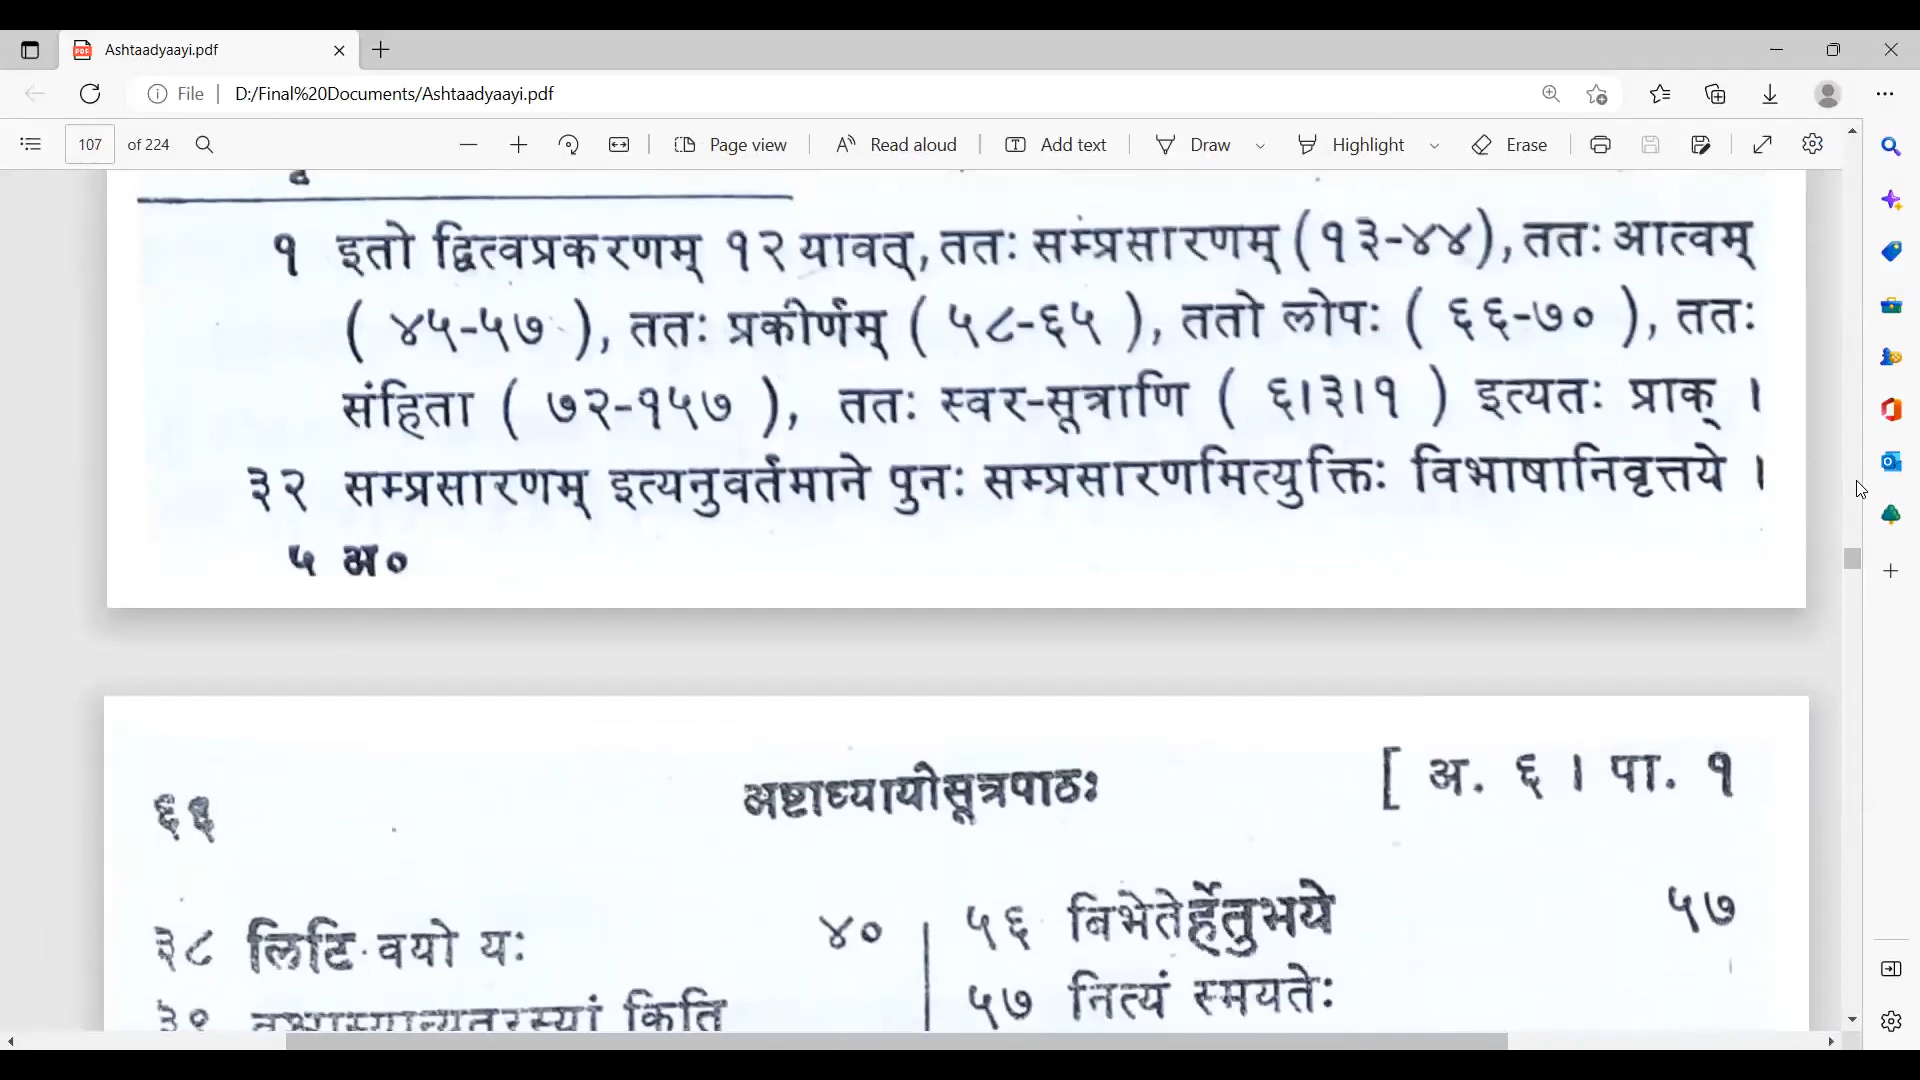 Ashtaadyaayi.pdf
File D:/Final%20Documents/Ashtaadyaayi.pdf
107 of 224 Page view Read aloud Add text Draw Highlight Erase
१ इतो द्वित्वप्रकरणम् १२ यावत्, ततः सम्प्रसारणम् (१३-४४), ततः आत्वम्
( ४५-५७ ), ततः प्रकीर्णम् ( ५८-६५ ), ततो लोपः ( ६६-७० ), ततः
संहिता ( ७२-१५७ ), ततः स्वर-सूत्राणि ( ६।३।१ ) इत्यतः प्राक् ।
३२ सम्प्रसारणम् इत्यनुवर्तमाने पुनः सम्प्रसारणमित्युक्तिः विभाषानिवृत्तये ।
५ अ०
६६ अष्टाध्यायीसूत्रपाठः [ अ. ६ । पा. १
३८ लिटि वयो यः ४०
३९ किति
५६ बिभेतेर्हेतुभये ५७
५७ नित्यं स्मयतेः